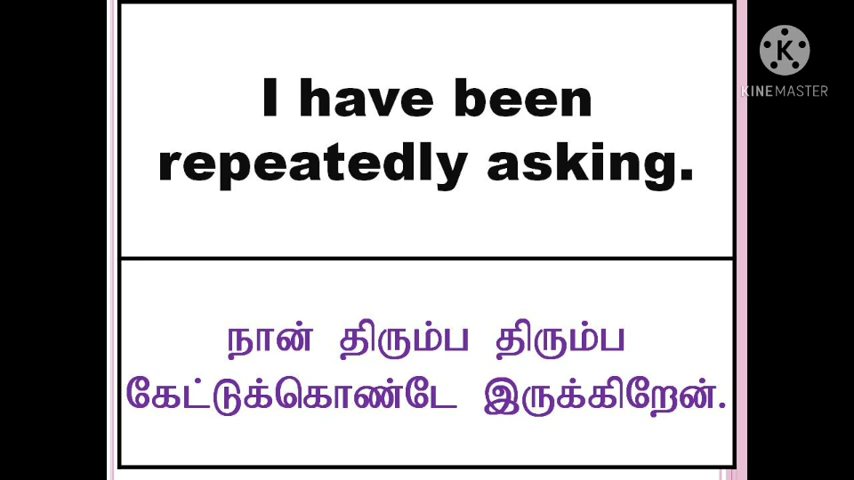 I have been
repeatedly asking.
KINEMASTER
நான் திரும்ப திரும்ப
கேட்டுக்கொண்டே இருக்கிறேன்.